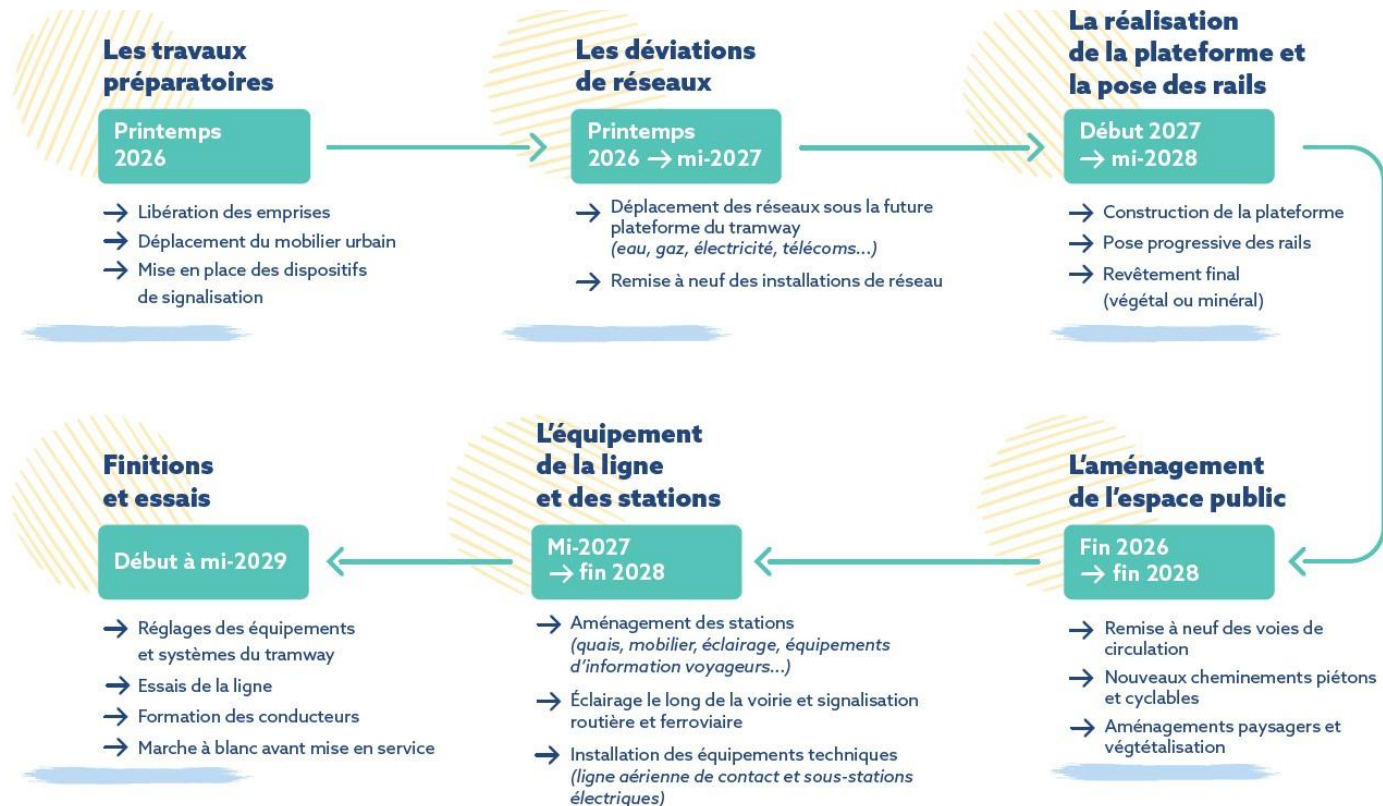 Les travaux
préparatoires
Printemps
2026
→ Libération des emprises
→ Déplacement du mobilier urbain
→ Mise en place des dispositifs
de signalisation
Les déviations
de réseaux
Printemps
2026 → mi-2027
→ Déplacement des réseaux sous la future
plateforme du tramway
(eau, gaz, électricité, télécoms...)
→ Remise à neuf des installations de réseau
La réalisation
de la plateforme et
la pose des rails
Début 2027
→ mi-2028
→ Construction de la plateforme
→ Pose progressive des rails
→ Revêtement final
(végétal ou minéral)
L'aménagement
de l'espace public
Fin 2026
→ fin 2028
→ Remise à neuf des voies de
circulation
→ Nouveaux cheminements piétons
et cyclables
→ Aménagements paysagers et
végtétalisation
L'équipement
de la ligne
et des stations
Mi-2027
→ fin 2028
→ Aménagement des stations
(quais, mobilier, éclairage, équipements
d'information voyageurs...)
→ Éclairage le long de la voirie et signalisation
routière et ferroviaire
→ Installation des équipements techniques
(ligne aérienne de contact et sous-stations
électriques)
Finitions
et essais
Début à mi-2029
→ Réglages des équipements
et systèmes du tramway
→ Essais de la ligne
→ Formation des conducteurs
→ Marche à blanc avant mise en service